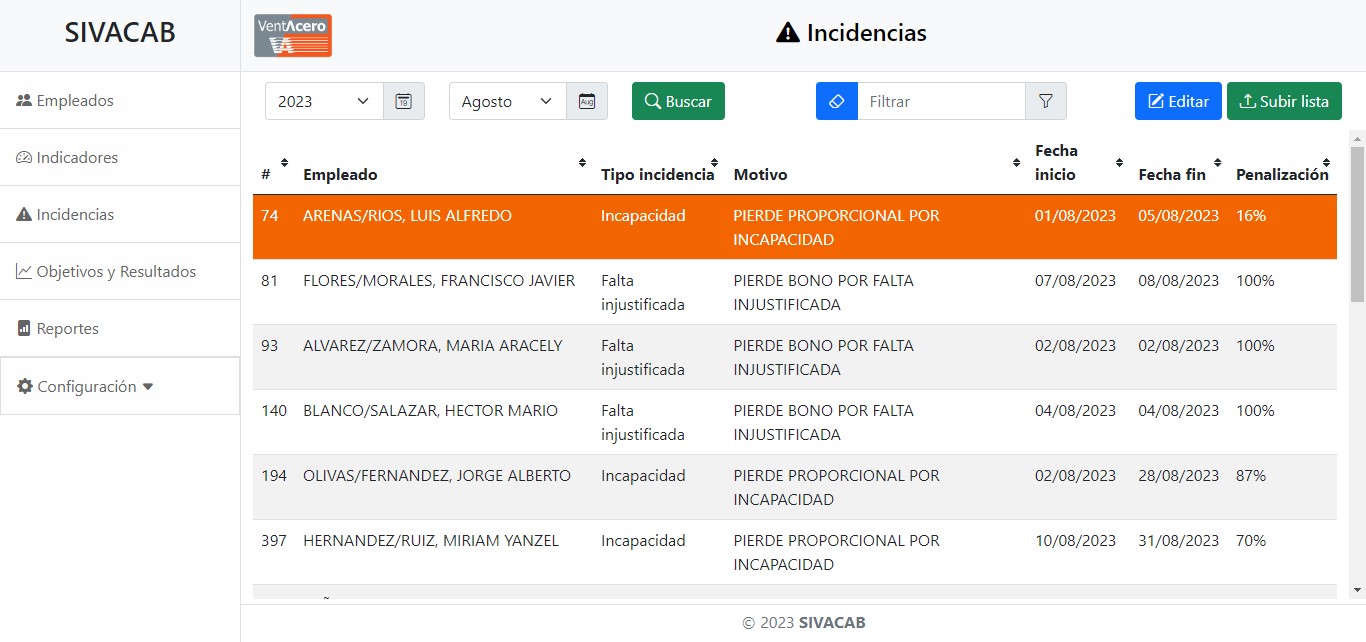 SIVACAB
VentAcero
VA
Incidencias
Empleados
Indicadores
Incidencias
Objetivos y Resultados
Reportes
Configuración
2023
19
Agosto
Aug
Buscar
Filtrar
Editar
Subir lista
# Empleado Tipo incidencia Motivo Fecha inicio Fecha fin Penalización
74 ARENAS/RIOS, LUIS ALFREDO Incapacidad PIERDE PROPORCIONAL POR 01/08/2023 05/08/2023 16%
INCAPACIDAD
81 FLORES/MORALES, FRANCISCO JAVIER Falta PIERDE BONO POR FALTA 07/08/2023 08/08/2023 100%
injustificada INJUSTIFICADA
93 ALVAREZ/ZAMORA, MARIA ARACELY Falta PIERDE BONO POR FALTA 02/08/2023 02/08/2023 100%
injustificada INJUSTIFICADA
140 BLANCO/SALAZAR, HECTOR MARIO Falta PIERDE BONO POR FALTA 04/08/2023 04/08/2023 100%
injustificada INJUSTIFICADA
194 OLIVAS/FERNANDEZ, JORGE ALBERTO Incapacidad PIERDE PROPORCIONAL POR 02/08/2023 28/08/2023 87%
INCAPACIDAD
397 HERNANDEZ/RUIZ, MIRIAM YANZEL Incapacidad PIERDE PROPORCIONAL POR 10/08/2023 31/08/2023 70%
INCAPACIDAD
© 2023 SIVACAB